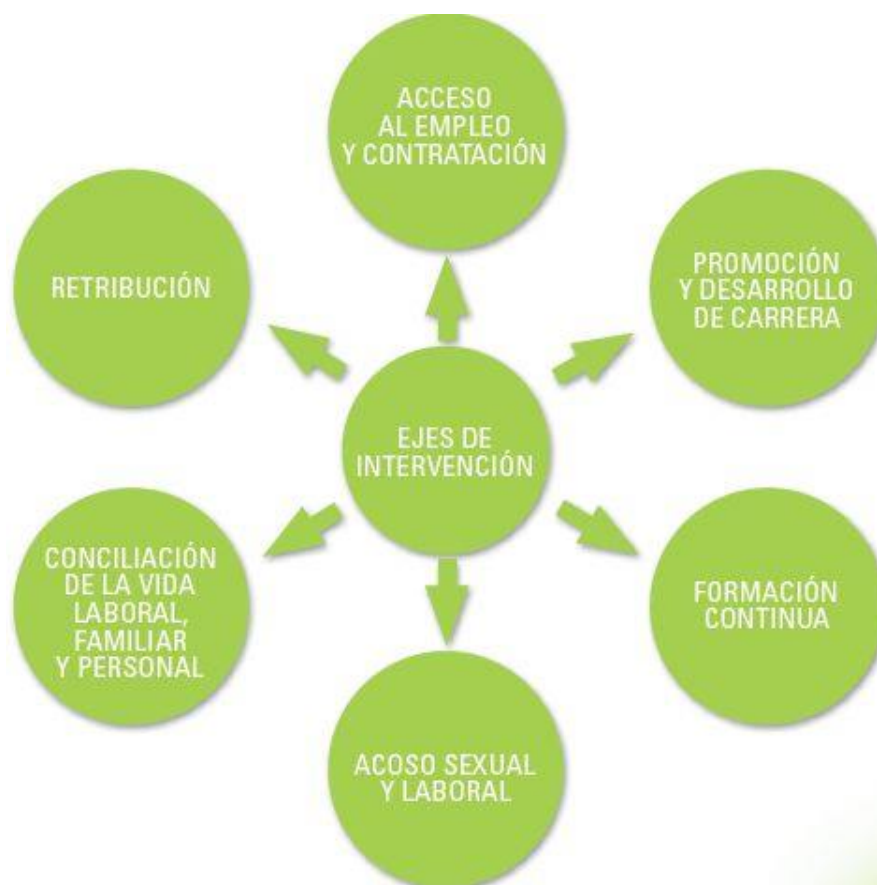 ACCESO
AL EMPLEO
Y CONTRATACIÓN
RETRIBUCIÓN
PROMOCIÓN
Y DESARROLLO
DE CARRERA
EJES DE
INTERVENCIÓN
CONCILIACIÓN
DE LA VIDA
LABORAL,
FAMILIAR
Y PERSONAL
FORMACIÓN
CONTINUA
ACOSO SEXUAL
Y LABORAL